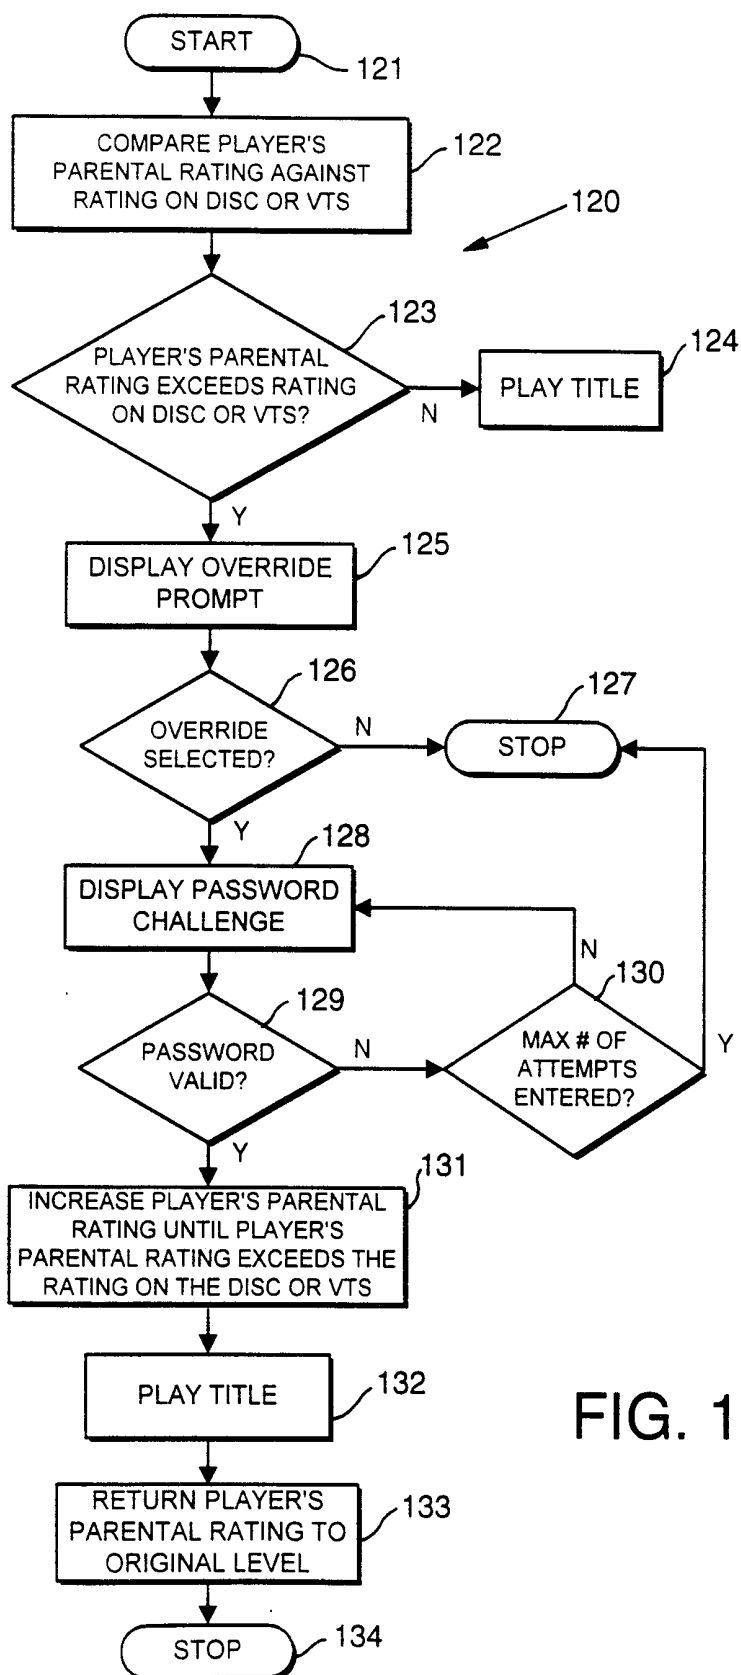 START
121
COMPARE PLAYER'S
PARENTAL RATING AGAINST
RATING ON DISC OR VTS
122
120
123
PLAYER'S PARENTAL
RATING EXCEEDS RATING
ON DISC OR VTS?
N
124
PLAY TITLE
Y
125
DISPLAY OVERRIDE
PROMPT
126
OVERRIDE
SELECTED?
N
127
STOP
Y
128
DISPLAY PASSWORD
CHALLENGE
N
129
PASSWORD
VALID?
N
130
MAX # OF
ATTEMPTS
ENTERED?
Y
Y
131
INCREASE PLAYER'S PARENTAL
RATING UNTIL PLAYER'S
PARENTAL RATING EXCEEDS THE
RATING ON THE DISC OR VTS
PLAY TITLE
132
FIG. 1
RETURN PLAYER'S
PARENTAL RATING TO
ORIGINAL LEVEL
133
STOP
134